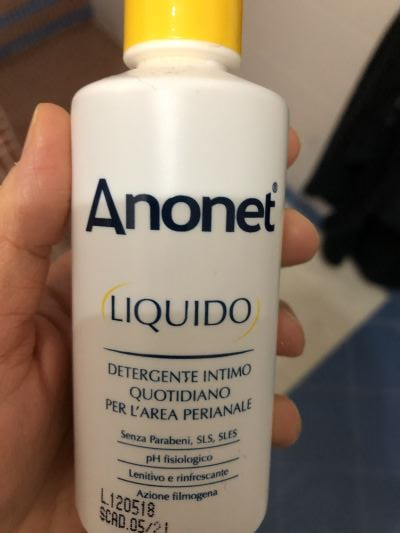 Anonet®
LIQUIDO
DETERGENTE INTIMO
QUOTIDIANO
PER L'AREA PERIANALE
Senza Parabeni, SLS, SLES
pH fisiologico
Lenitivo e rinfrescante
Azione filmogena
L120518
SCAD.05/21